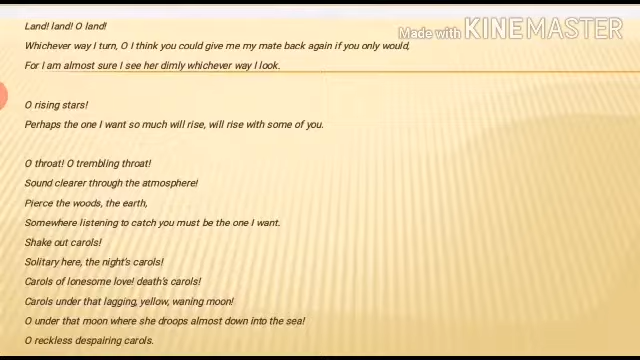 Land! land! O land!
Made with KINEMASTER
Whichever way I turn, O I think you could give me my mate back again if you only would,
For I am almost sure I see her dimly whichever way I look.
O rising stars!
Perhaps the one I want so much will rise, will rise with some of you.
O throat! O trembling throat!
Sound clearer through the atmosphere!
Pierce the woods, the earth,
Somewhere listening to catch you must be the one I want.
Shake out carols!
Solitary here, the night's carols!
Carols of lonesome love! death's carols!
Carols under that lagging, yellow, waning moon!
O under that moon where she droops almost down into the sea!
O reckless despairing carols.